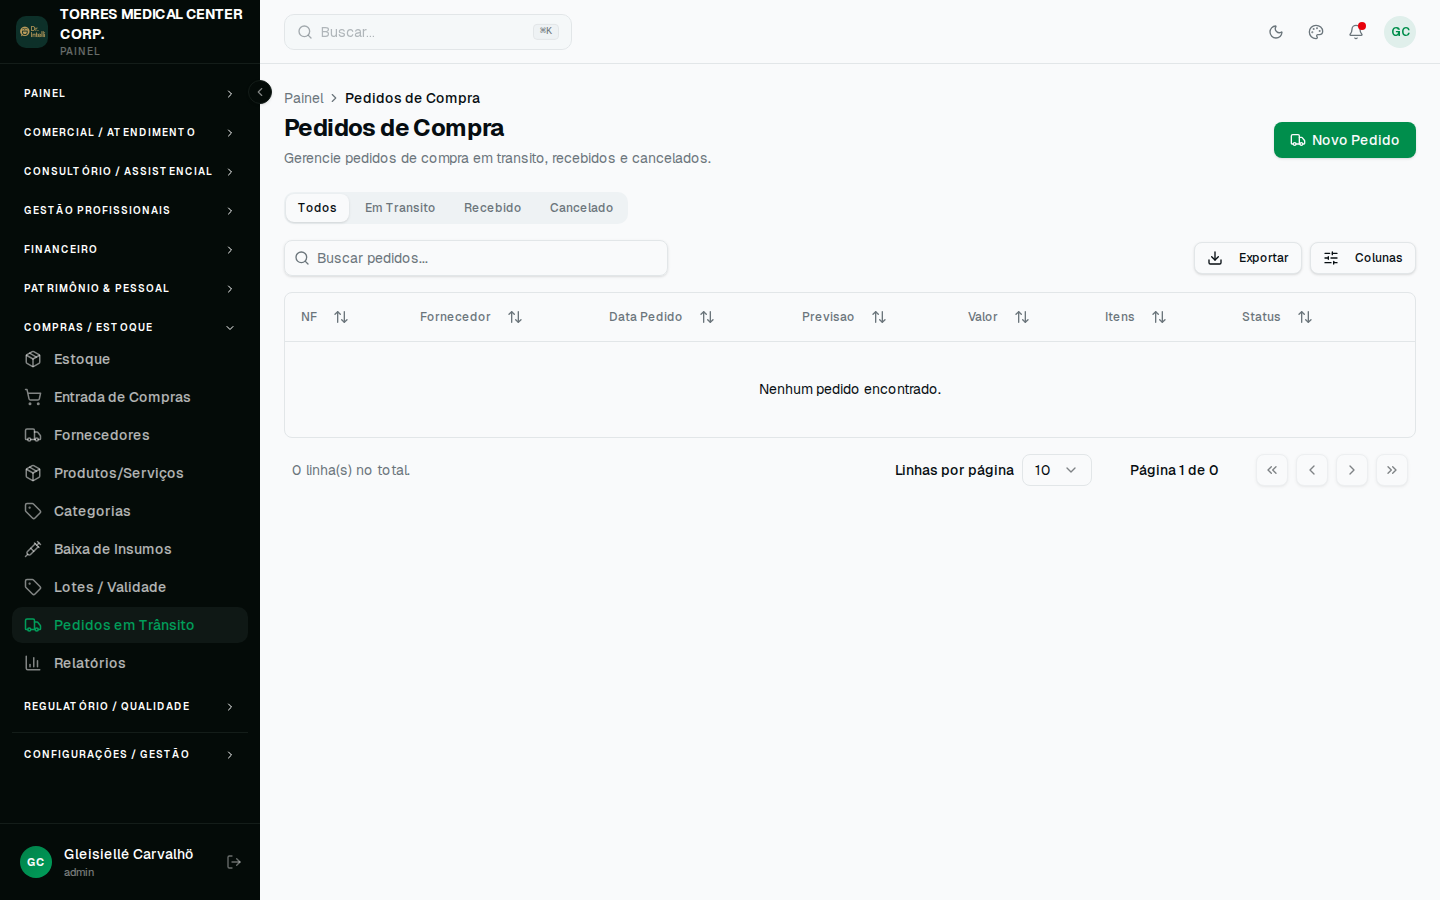 TORRES MEDICAL CENTER
CORP.
PAINEL
PAINEL
COMERCIAL / ATENDIMENTO
CONSULTÓRIO / ASSISTENCIAL
GESTÃO PROFISSIONAIS
FINANCEIRO
PATRIMÔNIO & PESSOAL
COMPRAS / ESTOQUE
Estoque
Entrada de Compras
Fornecedores
Produtos/Serviços
Categorias
Baixa de Insumos
Lotes / Validade
Pedidos em Trânsito
Relatórios
REGULATÓRIO / QUALIDADE
CONFIGURAÇÕES / GESTÃO
GC
Gleisiellé Carvalhö
admin
Buscar...
⌘K
GC
Painel > Pedidos de Compra
Pedidos de Compra
Gerencie pedidos de compra em transito, recebidos e cancelados.
Novo Pedido
Todos Em Transito Recebido Cancelado
Buscar pedidos...
Exportar Colunas
NF Fornecedor Data Pedido Previsao Valor Itens Status
Nenhum pedido encontrado.
0 linha(s) no total.
Linhas por página 10 Página 1 de 0